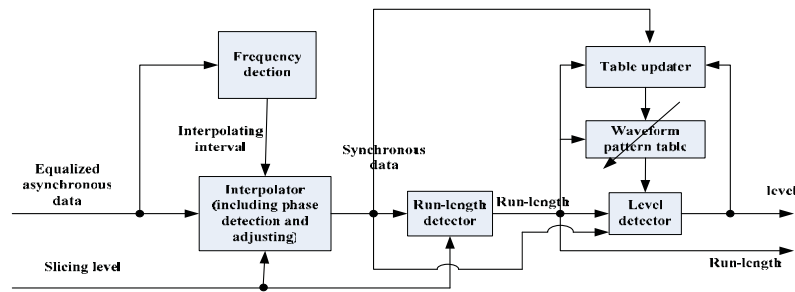 Frequency
dection
Table updater
Interpolating
interval
Synchronous
data
Waveform
pattern table
Equalized
asynchronous
data
Interpolator
(including phase
detection and
adjusting)
Run-length
detector
Run-length
Level
detector
level
Run-length
Slicing level